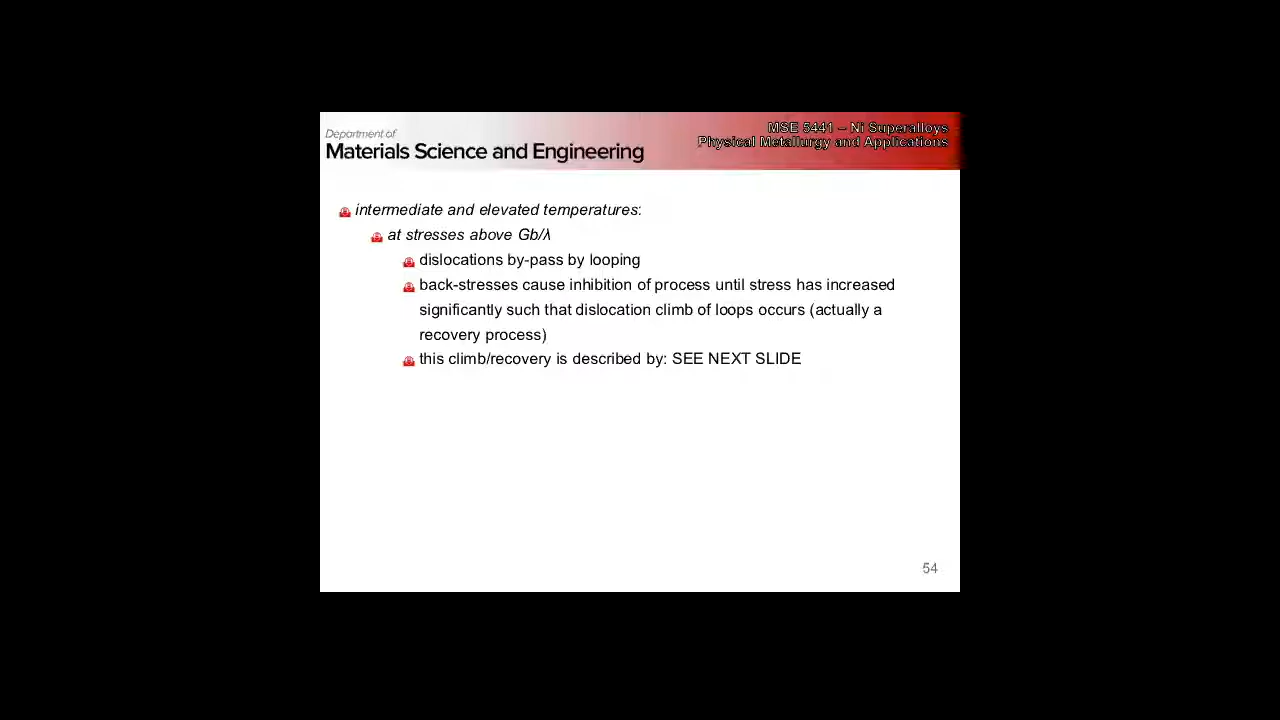 Department of
Materials Science and Engineering
MSE 5441 – Ni Superalloys
Physical Metallurgy and Applications
intermediate and elevated temperatures:
at stresses above Gb/λ
dislocations by-pass by looping
back-stresses cause inhibition of process until stress has increased
significantly such that dislocation climb of loops occurs (actually a
recovery process)
this climb/recovery is described by: SEE NEXT SLIDE
54